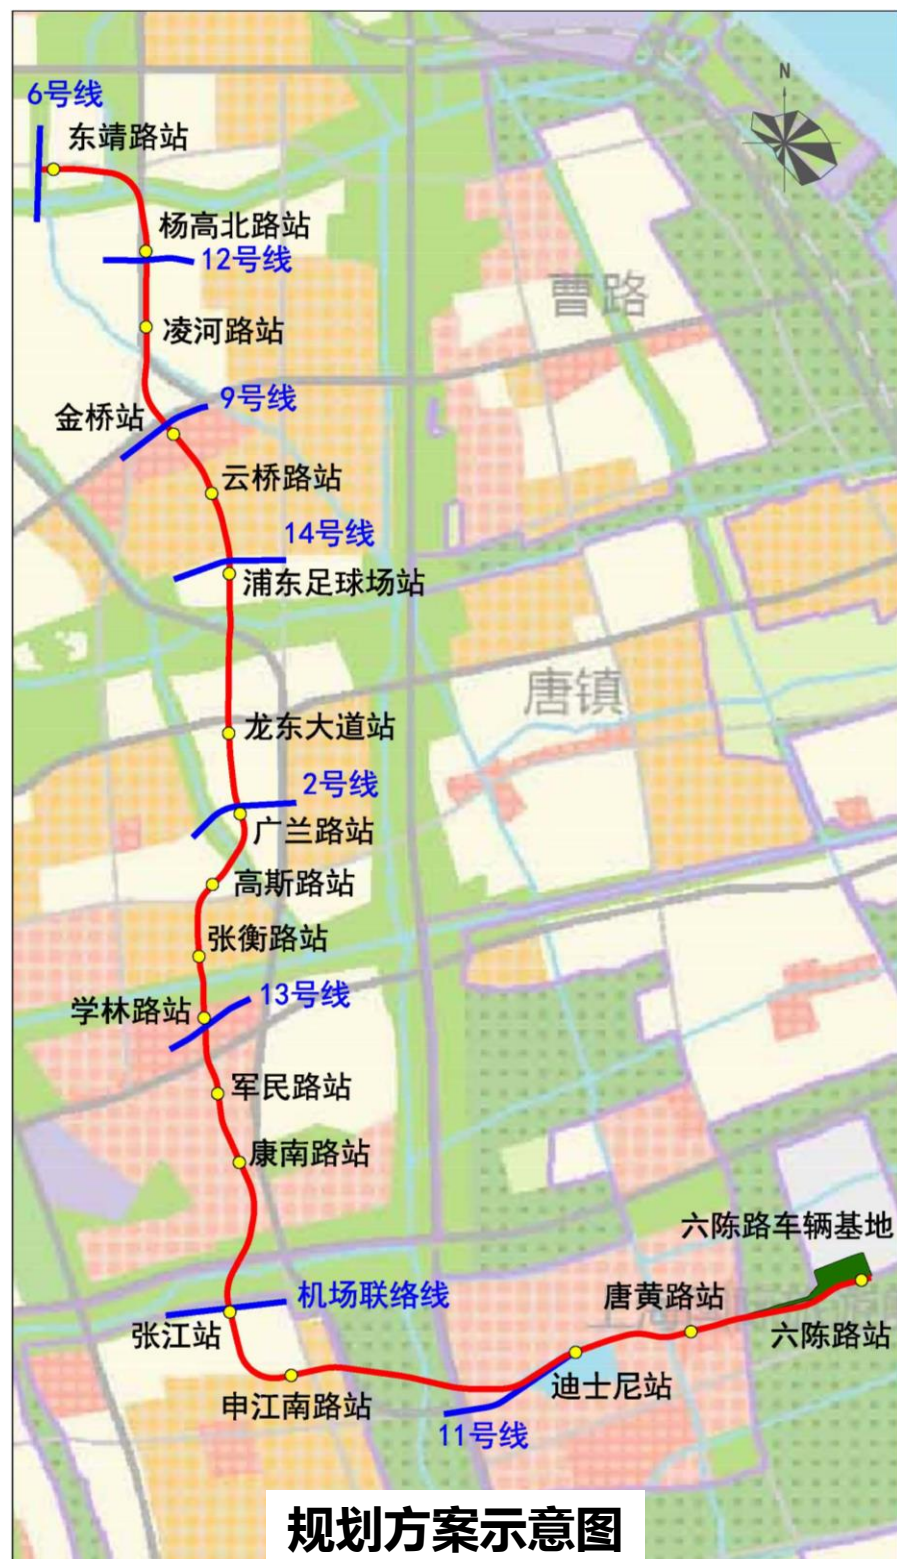 N
6号线
东靖路站
杨高北路站
12号线
曹路
凌河路站
9号线
金桥站
云桥路站
14号线
浦东足球场站
唐镇
龙东大道站
2号线
广兰路站
高斯路站
张衡路站
13号线
学林路站
军民路站
康南路站
六陈路车辆基地
机场联络线
唐黄路站
张江站
六陈路站
迪士尼站
申江南路站
11号线
规划方案示意图